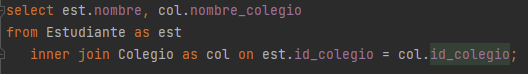 select est.nombre, col.nombre_colegio
from Estudiante as est
inner join Colegio as col on est.id_colegio = col.id_colegio;